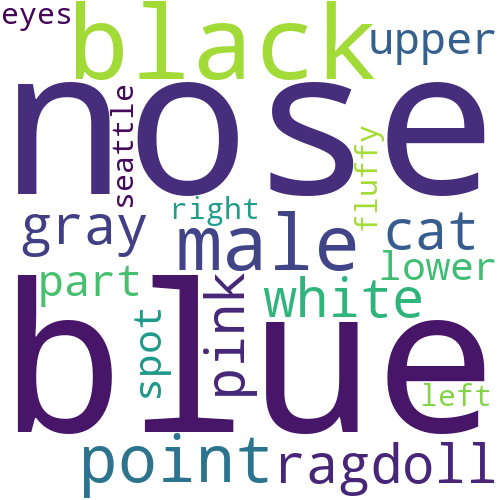 eyes
black
upper
nose
seattle
fluffy
right
gray
male
cat
lower
part
white
pink
blue
spot
left
point
ragdoll